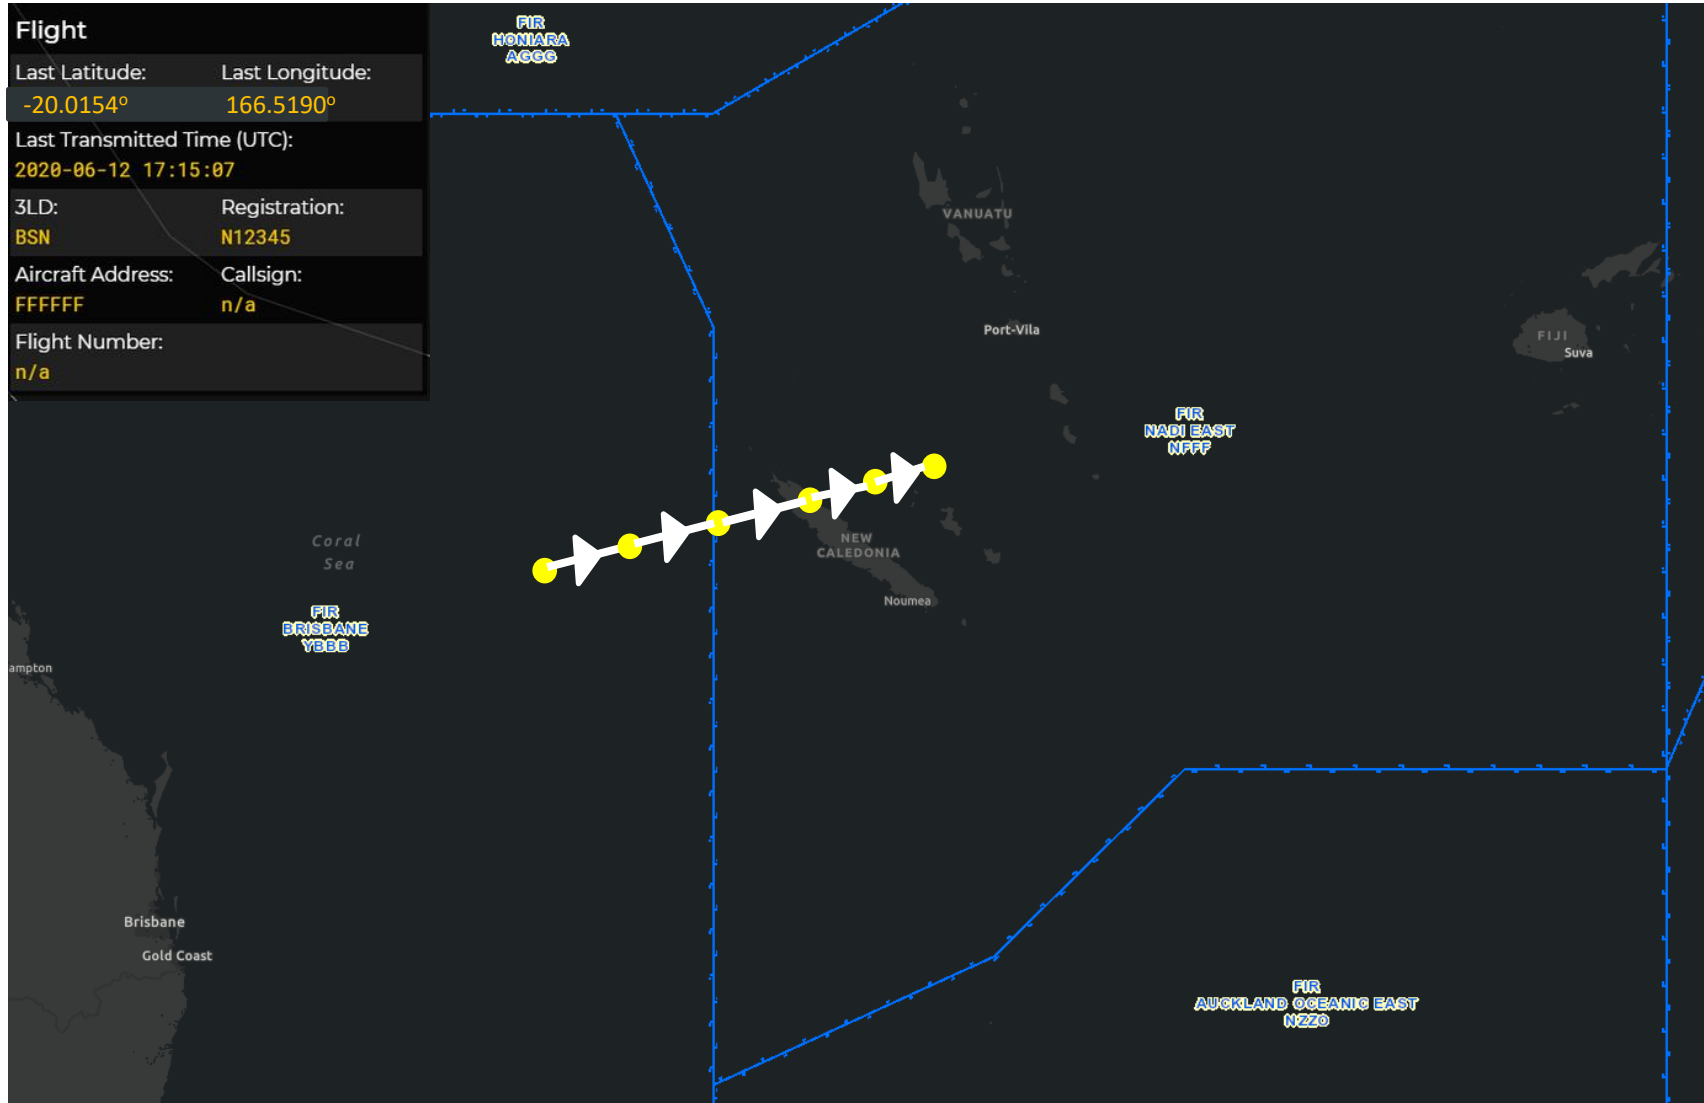 Flight
Last Latitude: Last Longitude:
-20.0154° 166.5190°
Last Transmitted Time (UTC):
2020-06-12 17:15:07
3LD: Registration:
BSN N12345
Aircraft Address: Callsign:
FFFFFF n/a
Flight Number:
n/a
FIR
HONIARA
AGGG
VANUATU
Port-Vila
FIJI
Suva
FIR
NADI EAST
NFFF
Coral
Sea
NEW
CALEDONIA
Noumea
FIR
BRISBANE
YBBB
ampton
Brisbane
Gold Coast
FIR
AUCKLAND OCEANIC EAST
NZZO